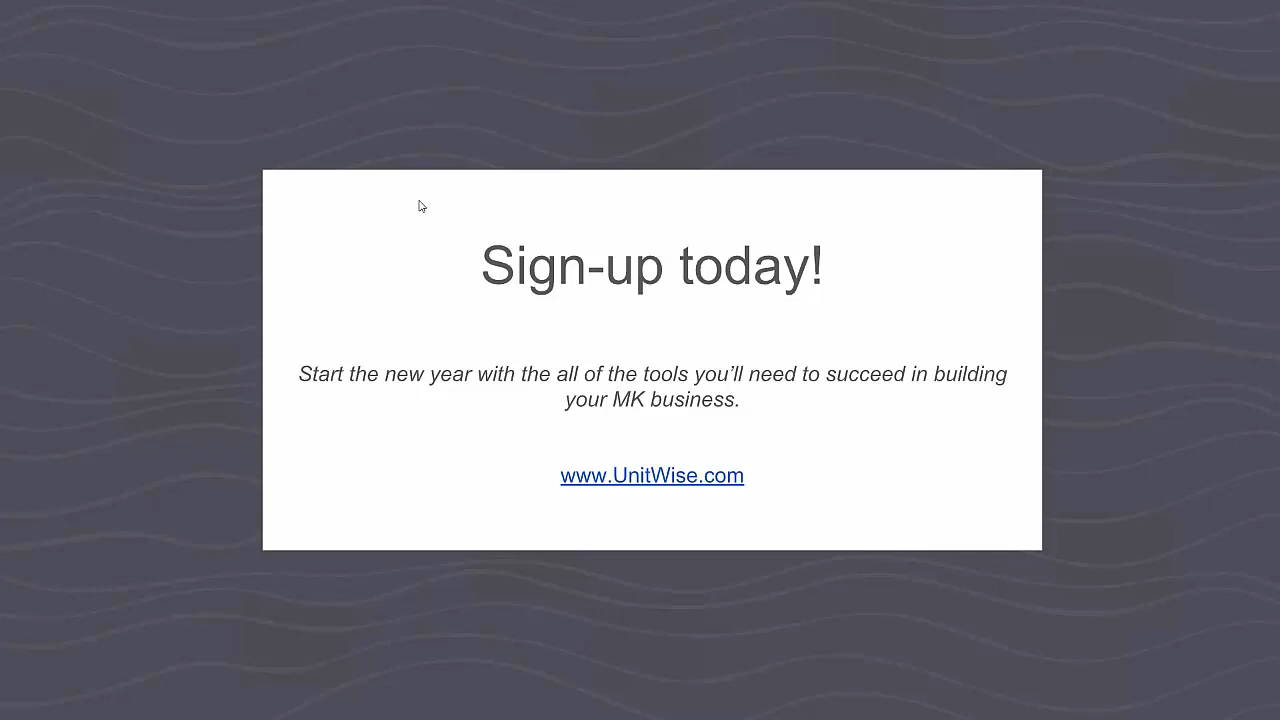 Sign-up today!
Start the new year with the all of the tools you’ll need to succeed in building
your MK business.
www.UnitWise.com